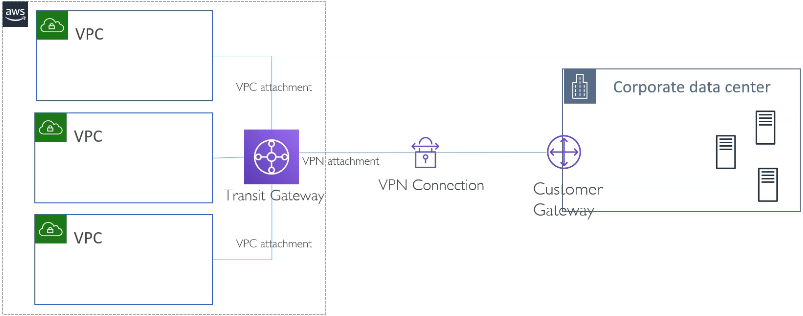 aws
VPC
VPC attachment
VPC
VPN attachment
Transit Gateway
VPC attachment
VPC
VPN Connection
Corporate data center
Customer
Gateway